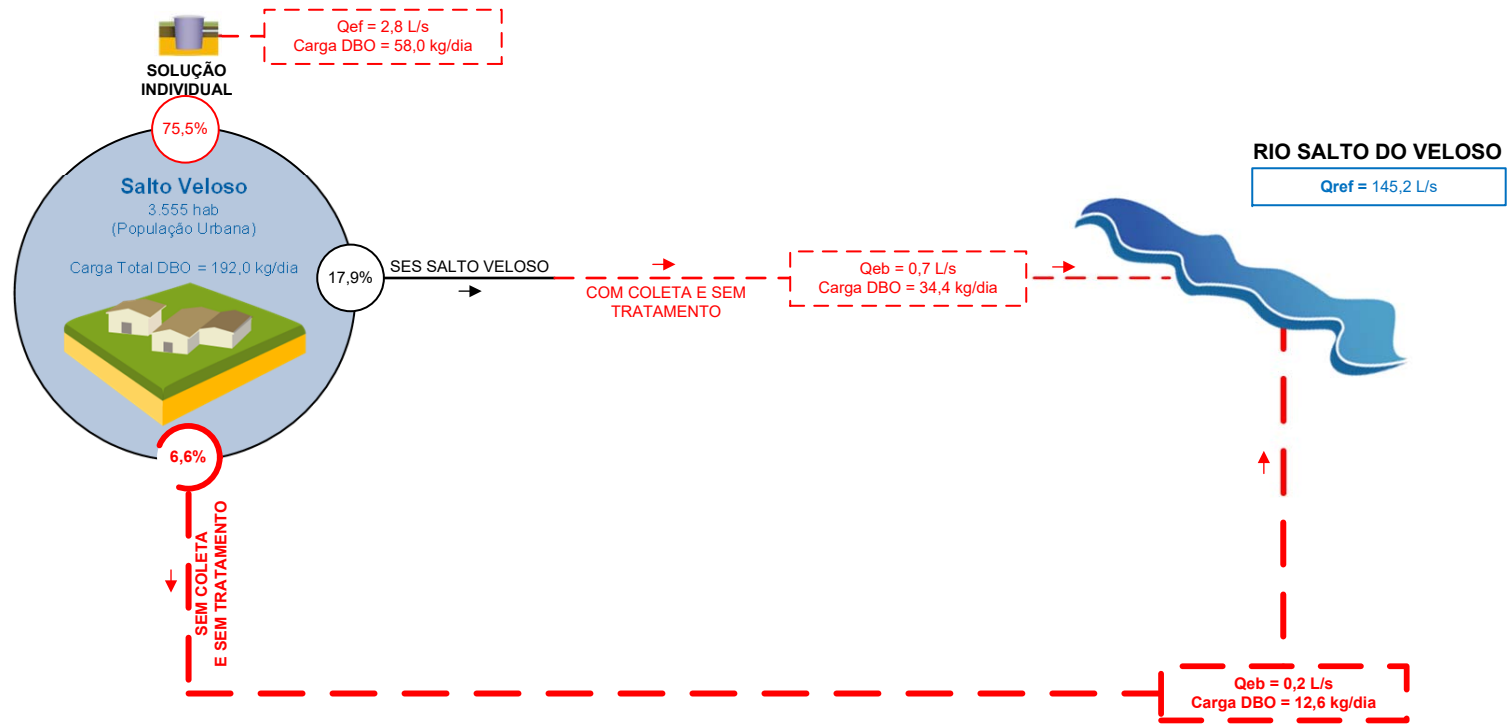 Qef = 2,8 L/s
Carga DBO = 58,0 kg/dia
SOLUÇÃO
INDIVIDUAL
75,5%
Salto Veloso
3.555 hab
(População Urbana)
Carga Total DBO = 192,0 kg/dia
17,9%
SES SALTO VELOSO
COM COLETA E SEM
TRATAMENTO
Qeb = 0,7 L/s
Carga DBO = 34,4 kg/dia
RIO SALTO DO VELOSO
Qref = 145,2 L/s
6,6%
SEM COLETA
E SEM TRATAMENTO
Qeb = 0,2 L/s
Carga DBO = 12,6 kg/dia